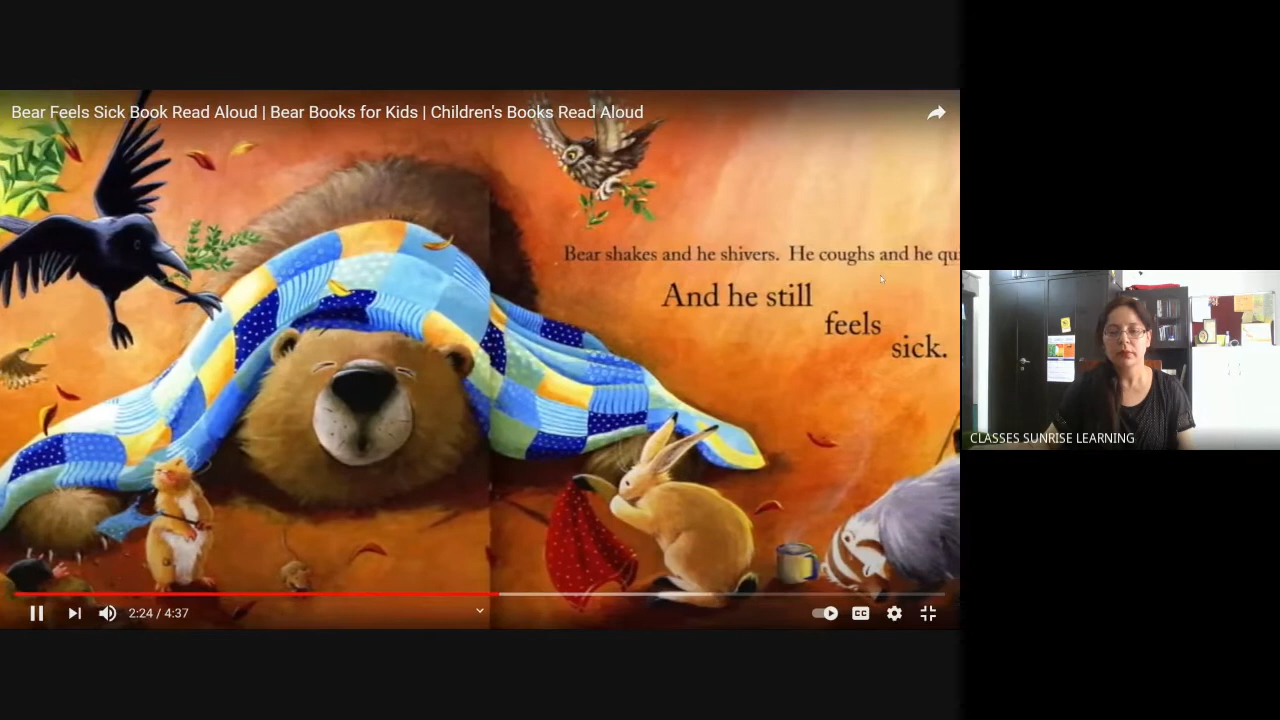 Bear Feels Sick Book Read Aloud | Bear Books for Kids | Children's Books Read Aloud
Bear shakes and he shivers. He coughs and he
And he still
feels
sick.
CLASSES SUNRISE LEARNING
2:24 / 4:37
CC